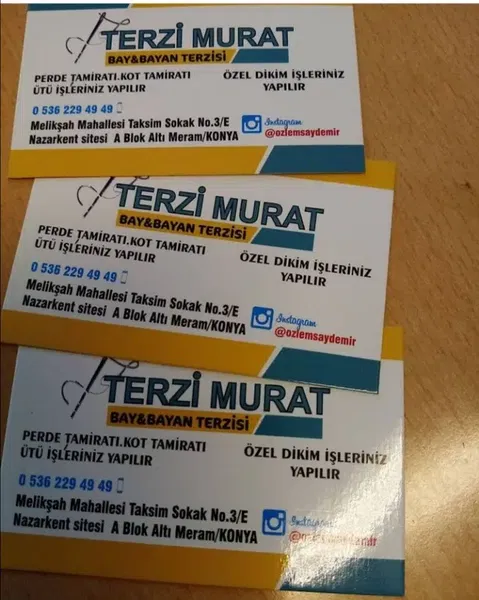 TERZİ MURAT
BAY&BAYAN TERZİSİ
PERDE TAMİRATI.KOT TAMİRATI
ÜTÜ İŞLERİNİZ YAPILIR
ÖZEL DİKİM İŞLERİNİZ
YAPILIR
0 536 229 49 49
Melikşah Mahallesi Taksim Sokak No.3/E
Nazarkent sitesi A Blok Altı Meram/KONYA
Instagram
@ozlemsaydemir
TERZİ MURAT
BAY&BAYAN TERZİSİ
PERDE TAMİRATI.KOT TAMİRATI
ÜTÜ İŞLERİNİZ YAPILIR
ÖZEL DİKİM İŞLERİNİZ
YAPILIR
0 536 229 49 49
Melikşah Mahallesi Taksim Sokak No.3/E
Nazarkent sitesi A Blok Altı Meram/KONYA
Instagram
@ozlemsaydemir
TERZİ MURAT
BAY&BAYAN TERZİSİ
PERDE TAMİRATI.KOT TAMİRATI
ÜTÜ İŞLERİNİZ YAPILIR
ÖZEL DİKİM İŞLERİNİZ
YAPILIR
0 536 229 49 49
Melikşah Mahallesi Taksim Sokak No.3/E
Nazarkent sitesi A Blok Altı Meram/KONYA
Instagram